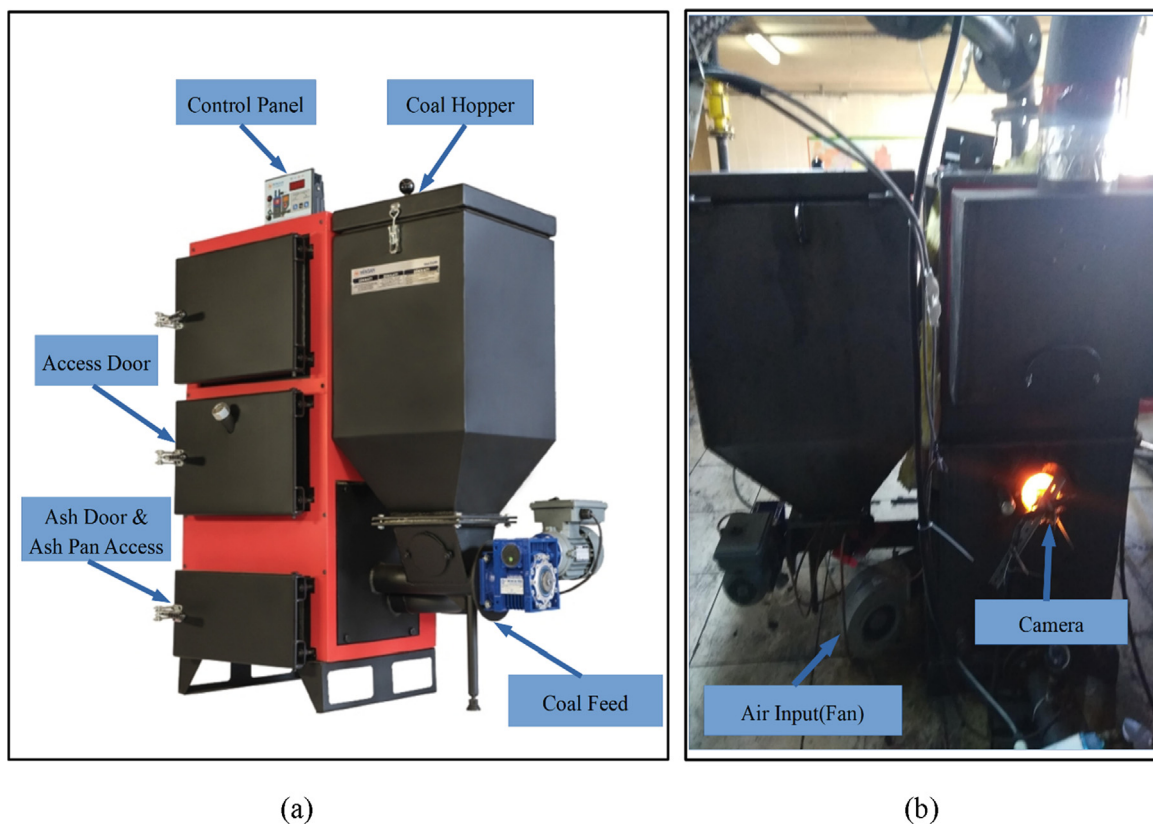 Control Panel
Coal Hopper
Access Door
Ash Door &
Ash Pan Access
Coal Feed
Camera
Air Input(Fan)
(a)
(b)